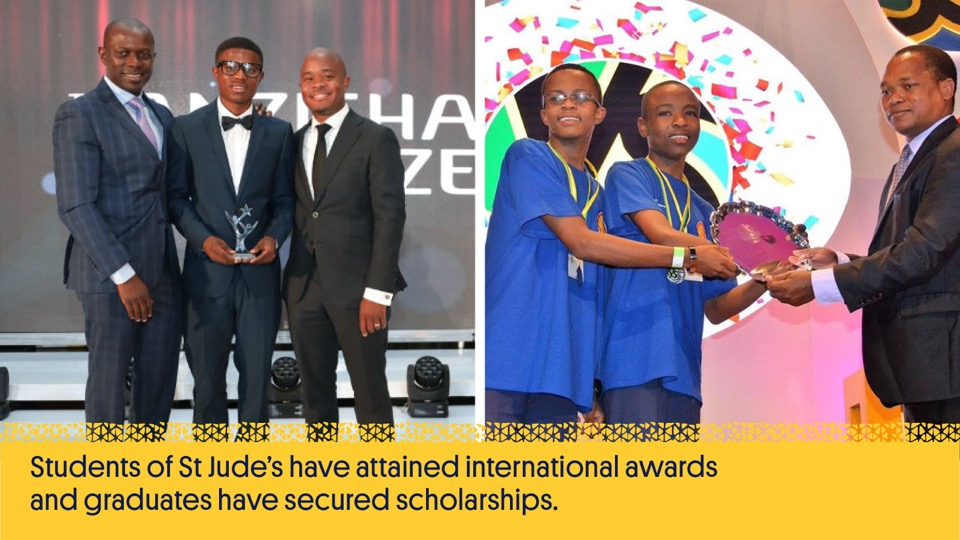 Students of St Jude's have attained international awards
and graduates have secured scholarships.